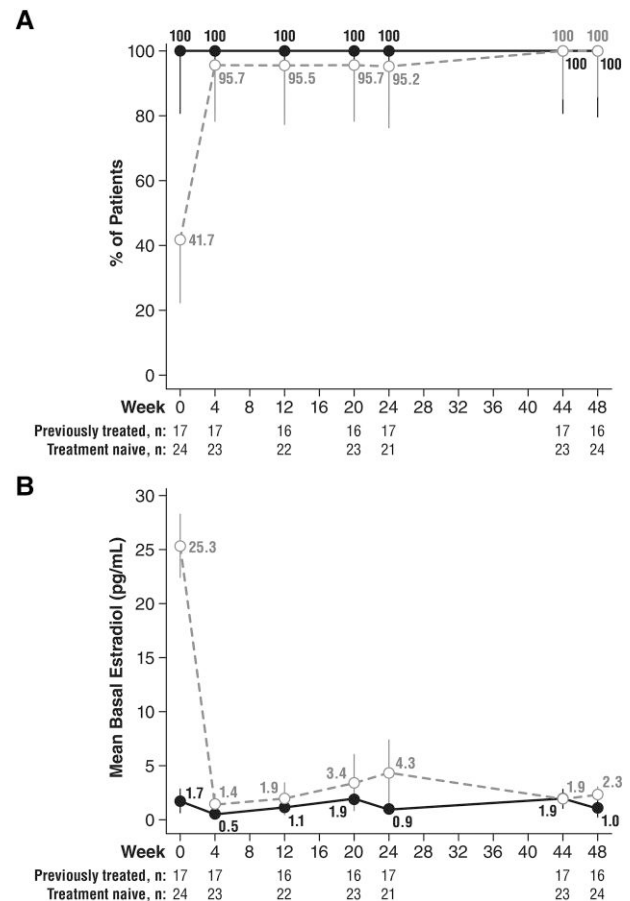 A
100 100 100 100 100 100
100 95.7 95.5 95.7 95.2 100 100
80
60
41.7
40
20
0
% of Patients
Week 0 4 8 12 16 20 24 28 32 36 40 44 48
Previously treated, n: 17 17 16 16 17 17 16
Treatment naive, n: 24 23 22 23 21 23 24
B
30
25.3
25
20
15
10
5
0
Mean Basal Estradiol (pg/mL)
1.7 1.4 1.9 3.4 4.3 1.9 2.3
0.5 1.1 1.9 0.9 1.9 1.0
Week 0 4 8 12 16 20 24 28 32 36 40 44 48
Previously treated, n: 17 17 16 16 17 17 16
Treatment naive, n: 24 23 22 23 21 23 24